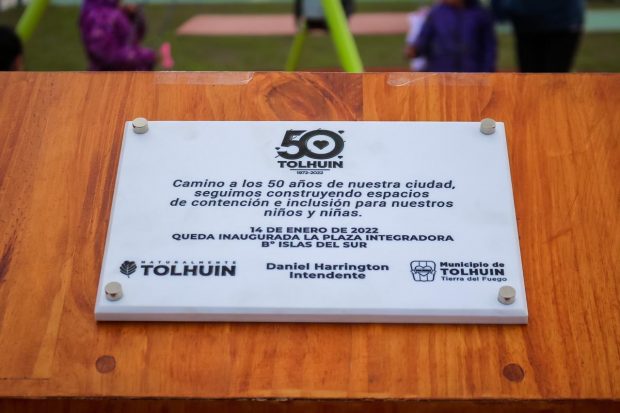 50
TOLHUIN
1972-2022
Camino a los 50 años de nuestra ciudad,
seguimos construyendo espacios
de contención e inclusión para nuestros
niños y niñas.
14 DE ENERO DE 2022
QUEDA INAUGURADA LA PLAZA INTEGRADORA
Bº ISLAS DEL SUR
NATURALMENTE
TOLHUIN
Daniel Harrington
Intendente
Municipio de
TOLHUIN
Tierra del Fuego